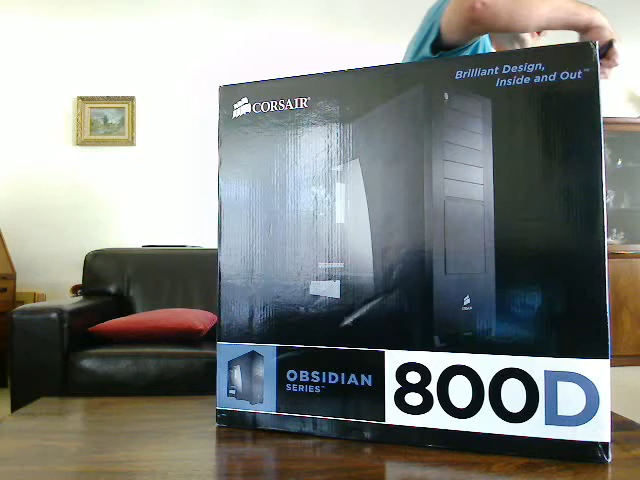 CORSAIR®
Brilliant Design,
Inside and Out™
OBSIDIAN
SERIES™
800D